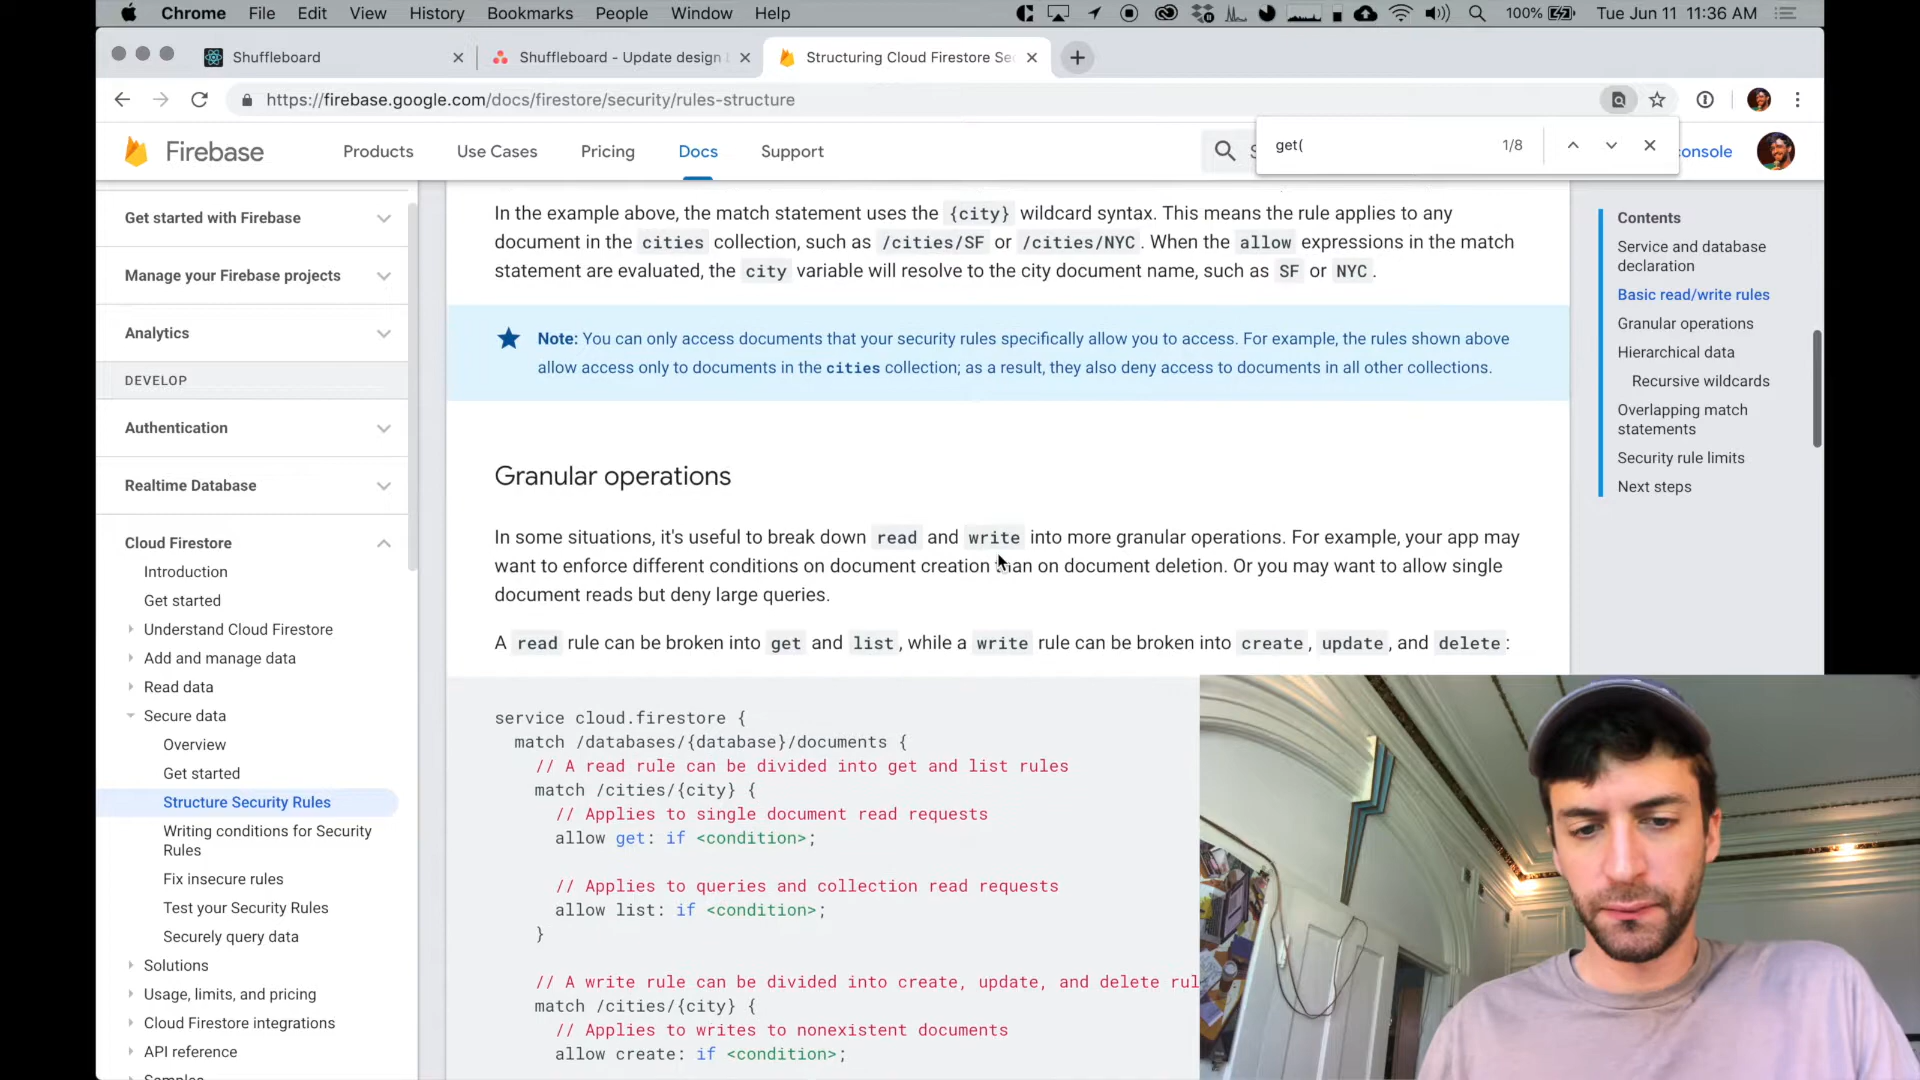 Chrome File Edit View History Bookmarks People Window Help 100% Tue Jun 11 11:36 AM
Shuffleboard
Shuffleboard - Update design
Structuring Cloud Firestore Se
https://firebase.google.com/docs/firestore/security/rules-structure
get( 1/8
Firebase Products Use Cases Pricing Docs Support
console
Get started with Firebase
Manage your Firebase projects
Analytics
DEVELOP
Authentication
Realtime Database
Cloud Firestore
Introduction
Get started
Understand Cloud Firestore
Add and manage data
Read data
Secure data
Overview
Get started
Structure Security Rules
Writing conditions for Security
Rules
Fix insecure rules
Test your Security Rules
Securely query data
Solutions
Usage, limits, and pricing
Cloud Firestore integrations
API reference
In the example above, the match statement uses the {city} wildcard syntax. This means the rule applies to any
document in the cities collection, such as /cities/SF or /cities/NYC. When the allow expressions in the match
statement are evaluated, the city variable will resolve to the city document name, such as SF or NYC.
Note: You can only access documents that your security rules specifically allow you to access. For example, the rules shown above
allow access only to documents in the cities collection; as a result, they also deny access to documents in all other collections.
Granular operations
In some situations, it's useful to break down read and write into more granular operations. For example, your app may
want to enforce different conditions on document creation than on document deletion. Or you may want to allow single
document reads but deny large queries.
A read rule can be broken into get and list, while a write rule can be broken into create, update, and delete:
service cloud.firestore {
match /databases/{database}/documents {
// A read rule can be divided into get and list rules
match /cities/{city} {
// Applies to single document read requests
allow get: if <condition>;
// Applies to queries and collection read requests
allow list: if <condition>;
}
// A write rule can be divided into create, update, and delete rul
match /cities/{city} {
// Applies to writes to nonexistent documents
allow create: if <condition>;
Contents
Service and database
declaration
Basic read/write rules
Granular operations
Hierarchical data
Recursive wildcards
Overlapping match
statements
Security rule limits
Next steps